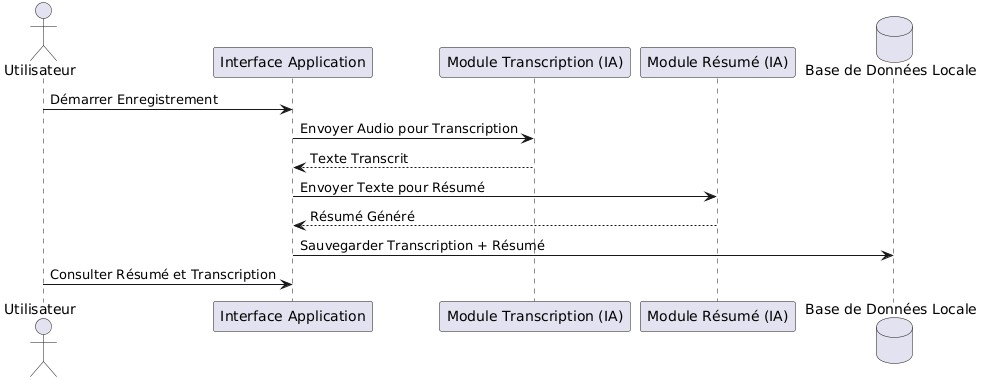 Utilisateur
Interface Application
Module Transcription (IA)
Module Résumé (IA)
Base de Données Locale
Démarrer Enregistrement
Envoyer Audio pour Transcription
Texte Transcrit
Envoyer Texte pour Résumé
Résumé Généré
Sauvegarder Transcription + Résumé
Consulter Résumé et Transcription
Utilisateur
Interface Application
Module Transcription (IA)
Module Résumé (IA)
Base de Données Locale